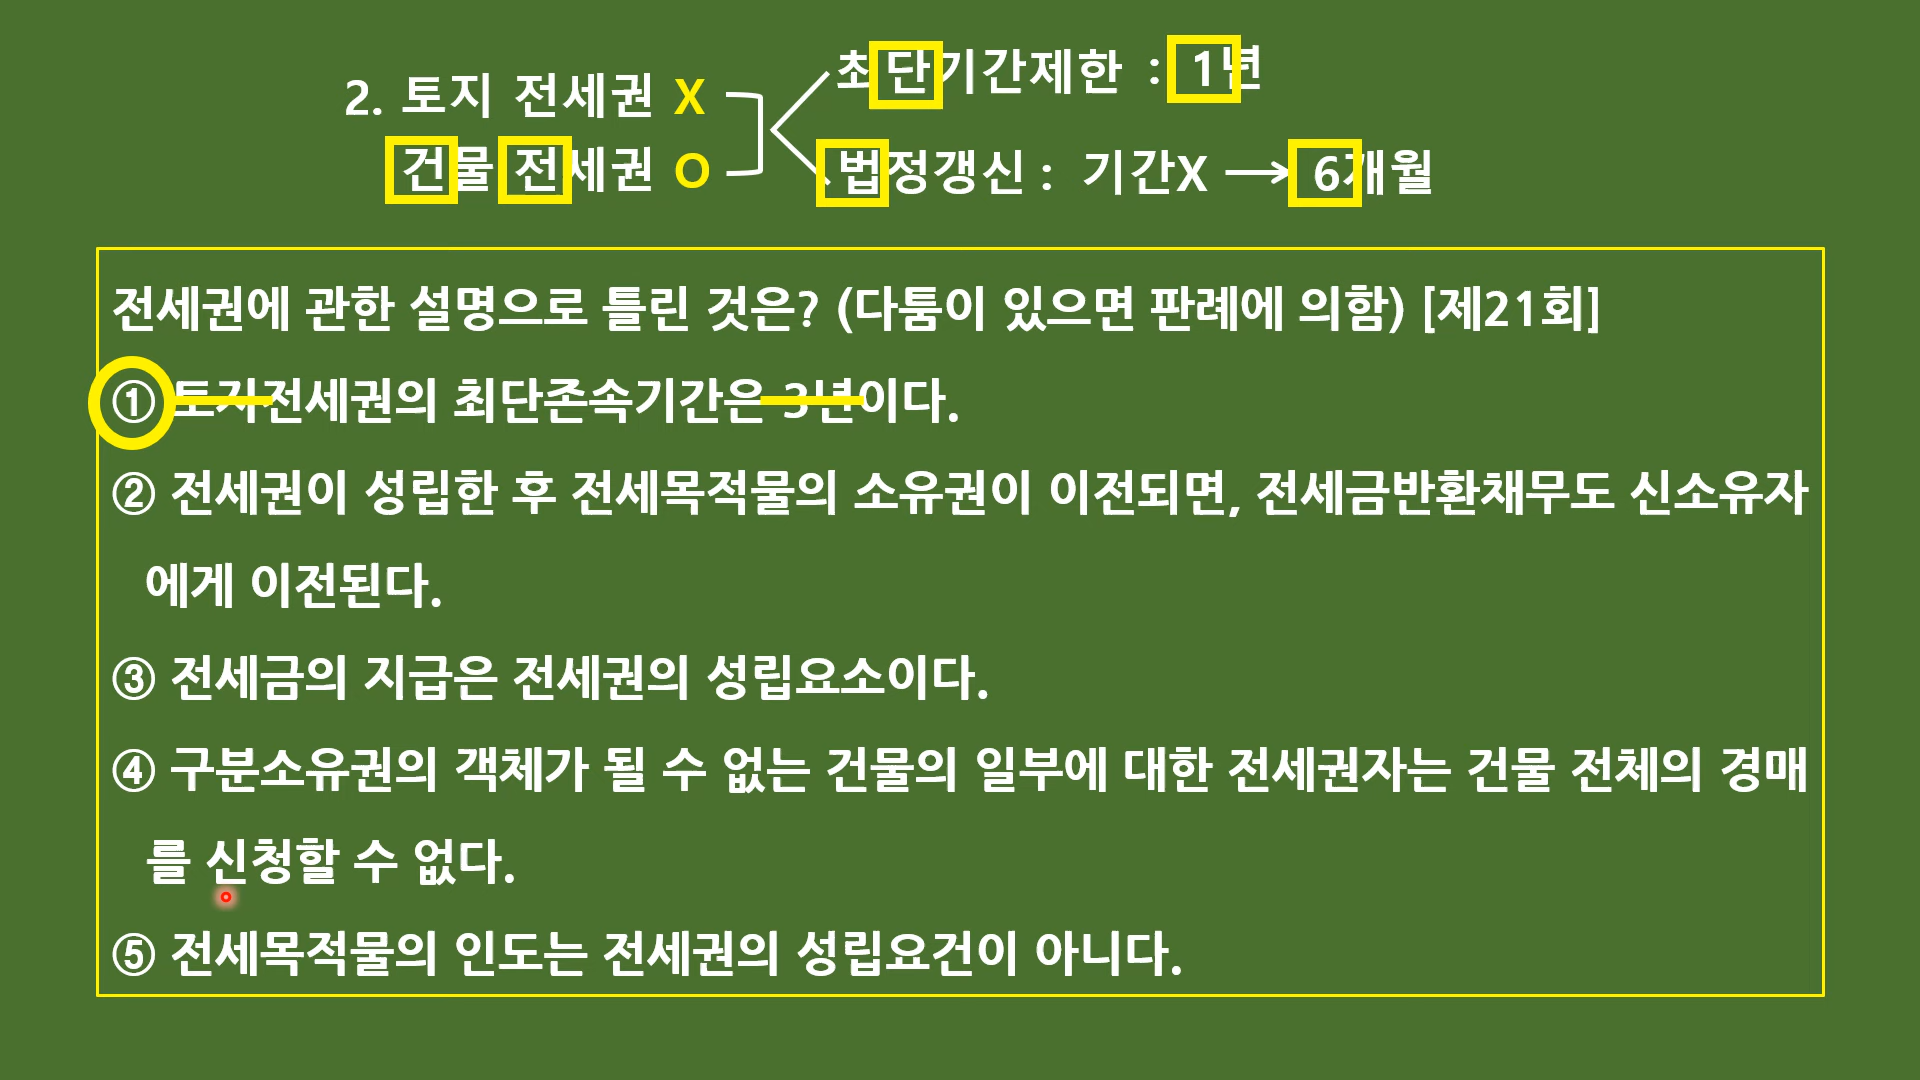 2. 토지 전세권 X
건물 전세권 O
최단기간제한 : 1년
법정갱신 : 기간X → 6개월
전세권에 관한 설명으로 틀린 것은? (다툼이 있으면 판례에 의함) [제21회]
① 토지전세권의 최단존속기간은 3년이다.
② 전세권이 성립한 후 전세목적물의 소유권이 이전되면, 전세금반환채무도 신소유자
에게 이전된다.
③ 전세금의 지급은 전세권의 성립요소이다.
④ 구분소유권의 객체가 될 수 없는 건물의 일부에 대한 전세권자는 건물 전체의 경매
를 신청할 수 없다.
⑤ 전세목적물의 인도는 전세권의 성립요건이 아니다.